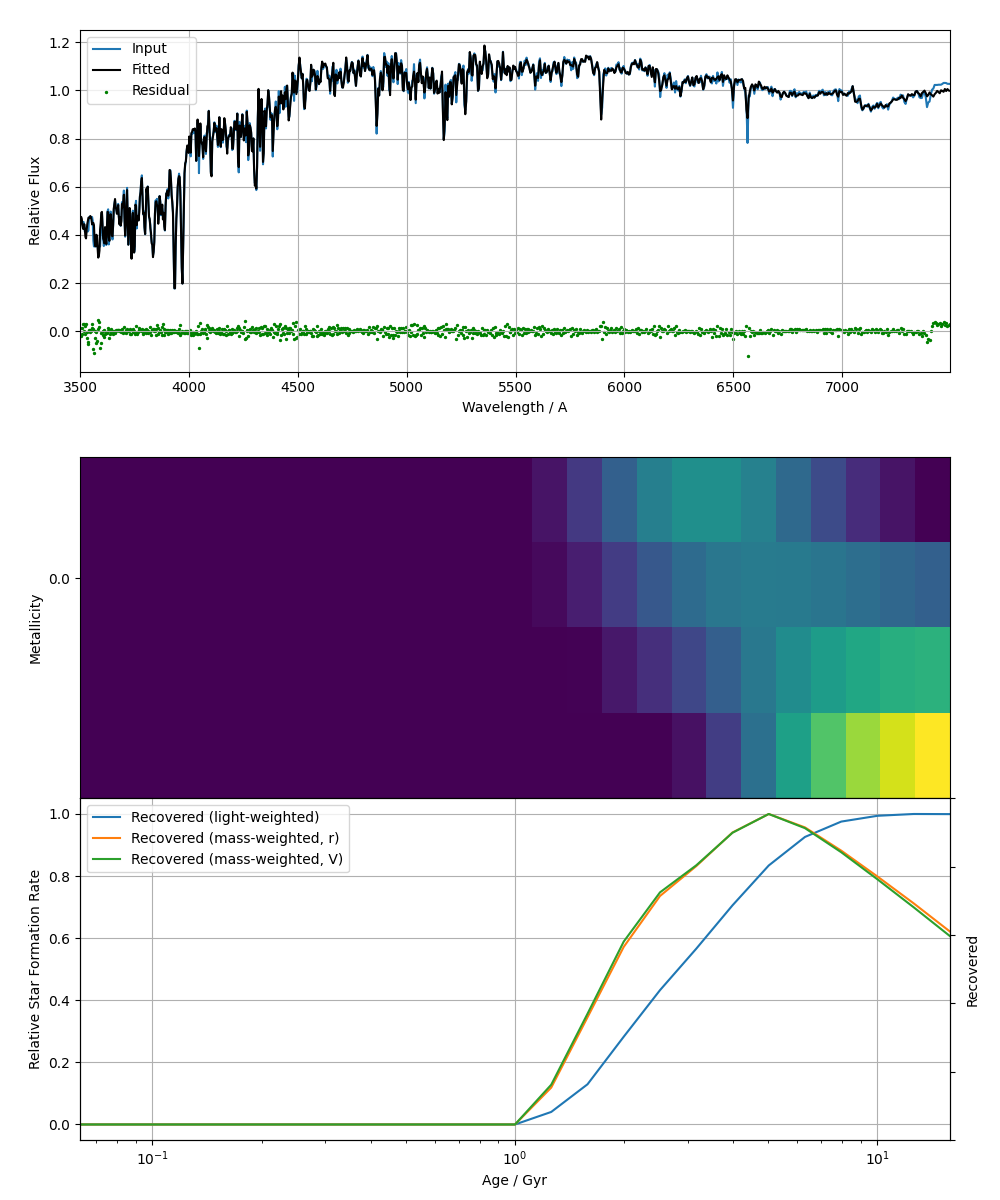 1.2
1.0
0.8
0.6
0.4
0.2
0.0
Relative Flux
Input
Fitted
Residual
3500 4000 4500 5000 5500 6000 6500 7000
Wavelength / A
0.0
Metallicity
1.0
0.8
0.6
0.4
0.2
0.0
Relative Star Formation Rate
Recovered (light-weighted)
Recovered (mass-weighted, r)
Recovered (mass-weighted, V)
Recovered
10⁻¹ 10⁰ 10¹
Age / Gyr